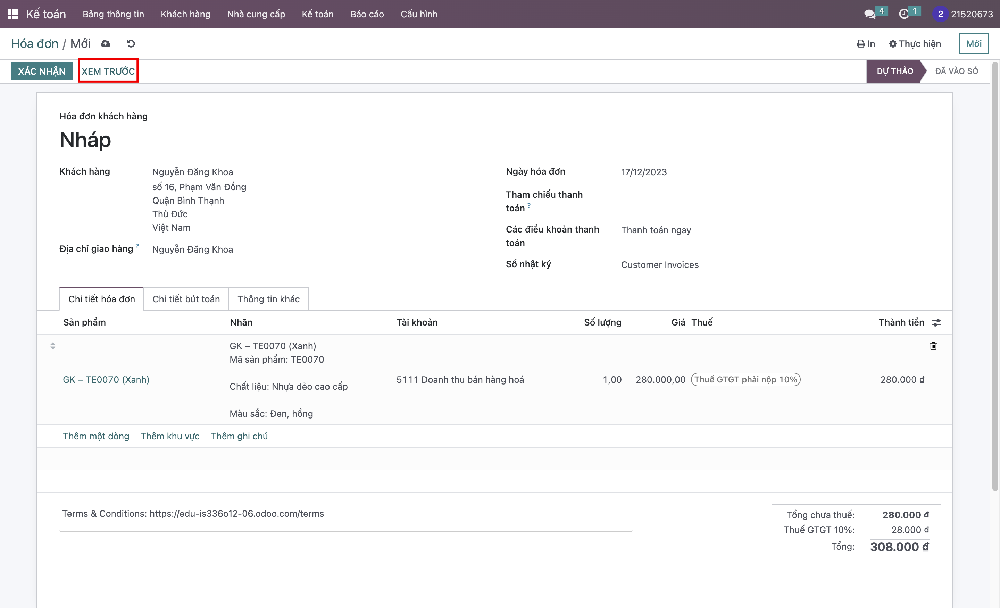 Kế toán Bảng thông tin Khách hàng Nhà cung cấp Kế toán Báo cáo Cấu hình 4 1 2 21520673
Hóa đơn / Mới In Thực hiện Mới
XÁC NHẬN XEM TRƯỚC DỰ THẢO ĐÃ VÀO SỔ
Hóa đơn khách hàng
Nháp
Khách hàng Nguyễn Đăng Khoa
số 16, Phạm Văn Đồng
Quận Bình Thạnh
Thủ Đức
Việt Nam
Địa chỉ giao hàng ? Nguyễn Đăng Khoa
Ngày hóa đơn 17/12/2023
Tham chiếu thanh
toán ?
Các điều khoản thanh Thanh toán ngay
toán
Sổ nhật ký Customer Invoices
Chi tiết hóa đơn Chi tiết bút toán Thông tin khác
Sản phẩm Nhãn Tài khoản Số lượng Giá Thuế Thành tiền
GK – TE0070 (Xanh)
Mã sản phẩm: TE0070
GK – TE0070 (Xanh) 5111 Doanh thu bán hàng hoá 1,00 280.000,00 Thuế GTGT phải nộp 10% 280.000 ₫
Chất liệu: Nhựa dẻo cao cấp
Màu sắc: Đen, hồng
Thêm một dòng Thêm khu vực Thêm ghi chú
Terms & Conditions: https://edu-is336o12-06.odoo.com/terms
Tổng chưa thuế: 280.000 ₫
Thuế GTGT 10%: 28.000 ₫
Tổng: 308.000 ₫